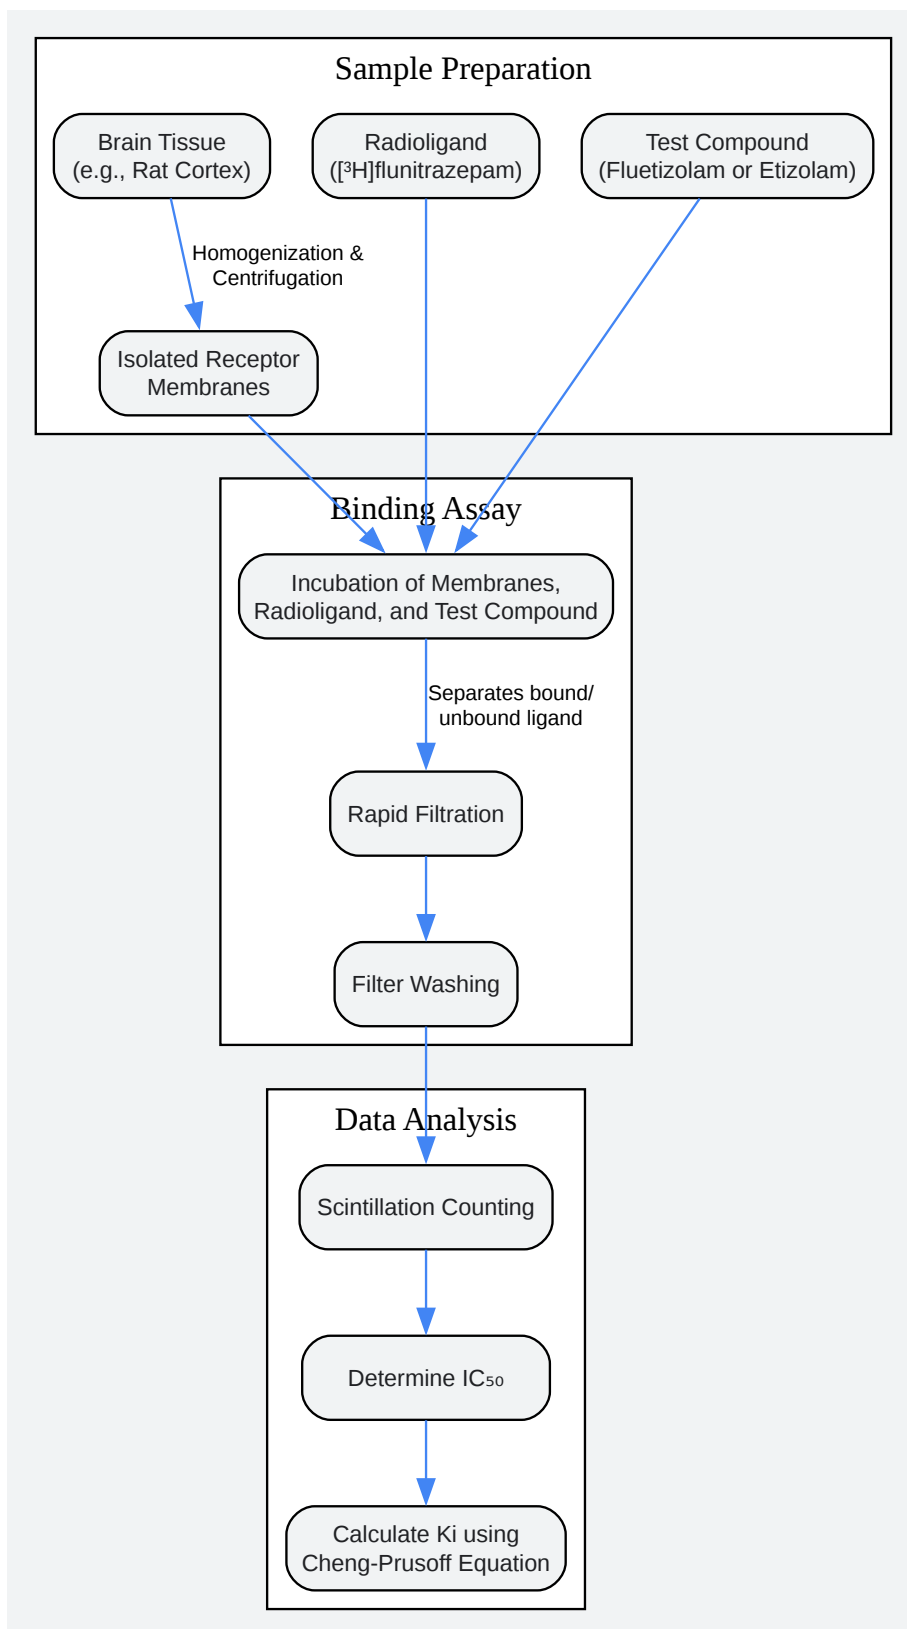 Sample Preparation
Brain Tissue
(e.g., Rat Cortex)
Radioligand
([³H]flunitrazepam)
Test Compound
(Fluetizolam or Etizolam)
Homogenization &
Centrifugation
Isolated Receptor
Membranes
Binding Assay
Incubation of Membranes,
Radioligand, and Test Compound
Separates bound/
unbound ligand
Rapid Filtration
Filter Washing
Data Analysis
Scintillation Counting
Determine IC₅₀
Calculate Ki using
Cheng-Prusoff Equation